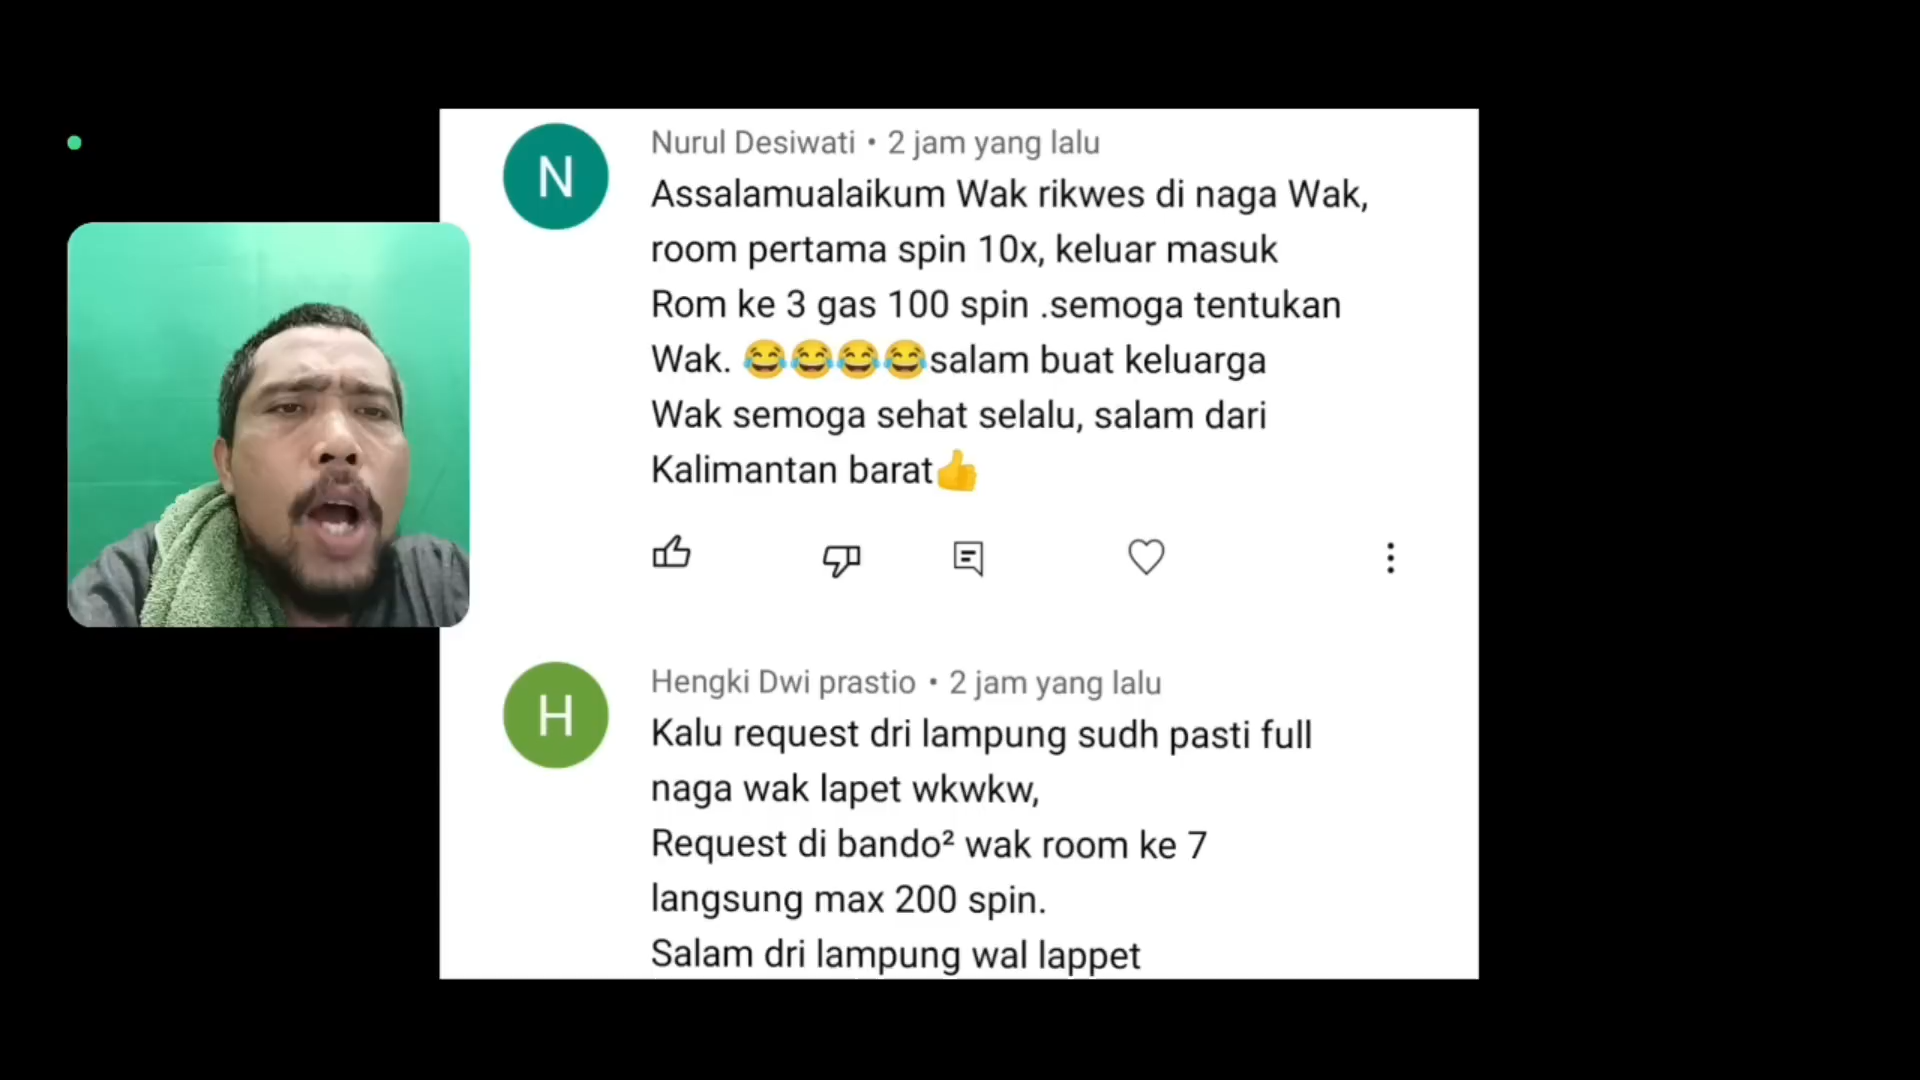 N
Nurul Desiwati • 2 jam yang lalu
Assalamualaikum Wak rikwes di naga Wak,
room pertama spin 10x, keluar masuk
Rom ke 3 gas 100 spin .semoga tentukan
Wak. 😂😂😂😂salam buat keluarga
Wak semoga sehat selalu, salam dari
Kalimantan barat👍
H
Hengki Dwi prastio • 2 jam yang lalu
Kalu request dri lampung sudh pasti full
naga wak lapet wkwkw,
Request di bando² wak room ke 7
langsung max 200 spin.
Salam dri lampung wal lappet